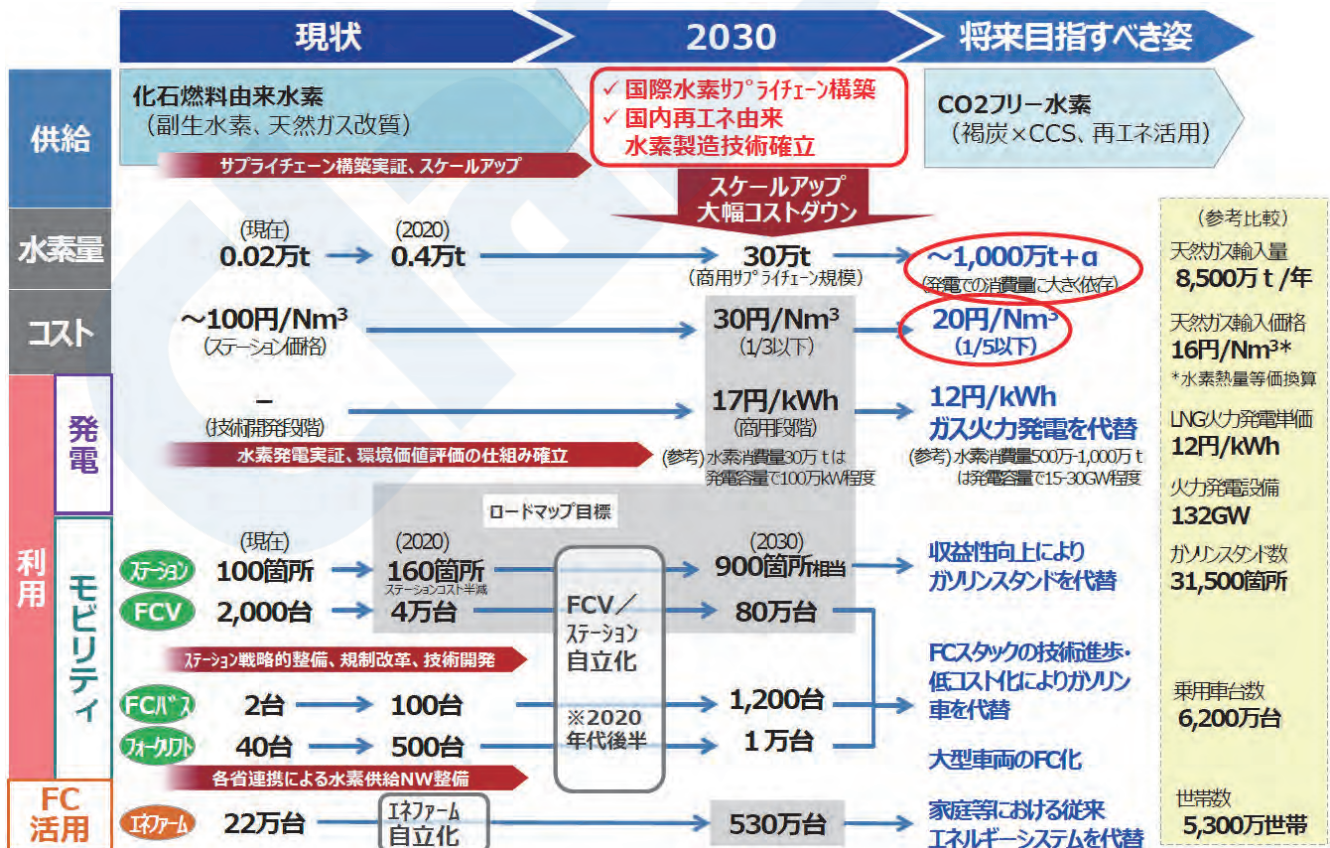 現状
2030
将来目指すべき姿
供給
化石燃料由来水素
（副生水素、天然ガス改質）
✓ 国際水素サプライチェーン構築
✓ 国内再エネ由来
水素製造技術確立
CO2フリー水素
（褐炭×CCS、再エネ活用）
サプライチェーン構築実証、スケールアップ
スケールアップ
大幅コストダウン
水素量
(現在)
0.02万t
(2020)
0.4万t
30万t
(商用サプライチェーン規模)
～1,000万t+α
(発電での消費量に大きく依存)
コスト
～100円/Nm³
(ステーション価格)
30円/Nm³
(1/3以下)
20円/Nm³
(1/5以下)
利用
発電
－
(技術開発段階)
17円/kWh
(商用段階)
12円/kWh
ガス火力発電を代替
水素発電実証、環境価値評価の仕組み確立
(参考)水素消費量30万ｔは
発電容量で100万kW程度
(参考)水素消費量500万-1,000万ｔ
は発電容量で15-30GW程度
モビリティ
ロードマップ目標
(現在)
(2020)
(2030)
ステーション
100箇所
160箇所
ステーションコスト半減
900箇所相当
収益性向上により
ガソリンスタンドを代替
FCV
2,000台
4万台
80万台
FCV／
ステーション
自立化
※2020
年代後半
ステーション戦略的整備、規制改革、技術開発
FCスタックの技術進歩・
低コスト化によりガソリン
車を代替
FCバス
2台
100台
1,200台
フォークリフト
40台
500台
1万台
大型車両のFC化
各省連携による水素供給NW整備
FC
活用
エネファーム
22万台
エネファーム
自立化
530万台
家庭等における従来
エネルギーシステムを代替
（参考比較）
天然ガス輸入量
8,500万ｔ/年
天然ガス輸入価格
16円/Nm³*
*水素熱量等価換算
LNG火力発電単価
12円/kWh
火力発電設備
132GW
ガソリンスタンド数
31,500箇所
乗用車台数
6,200万台
世帯数
5,300万世帯